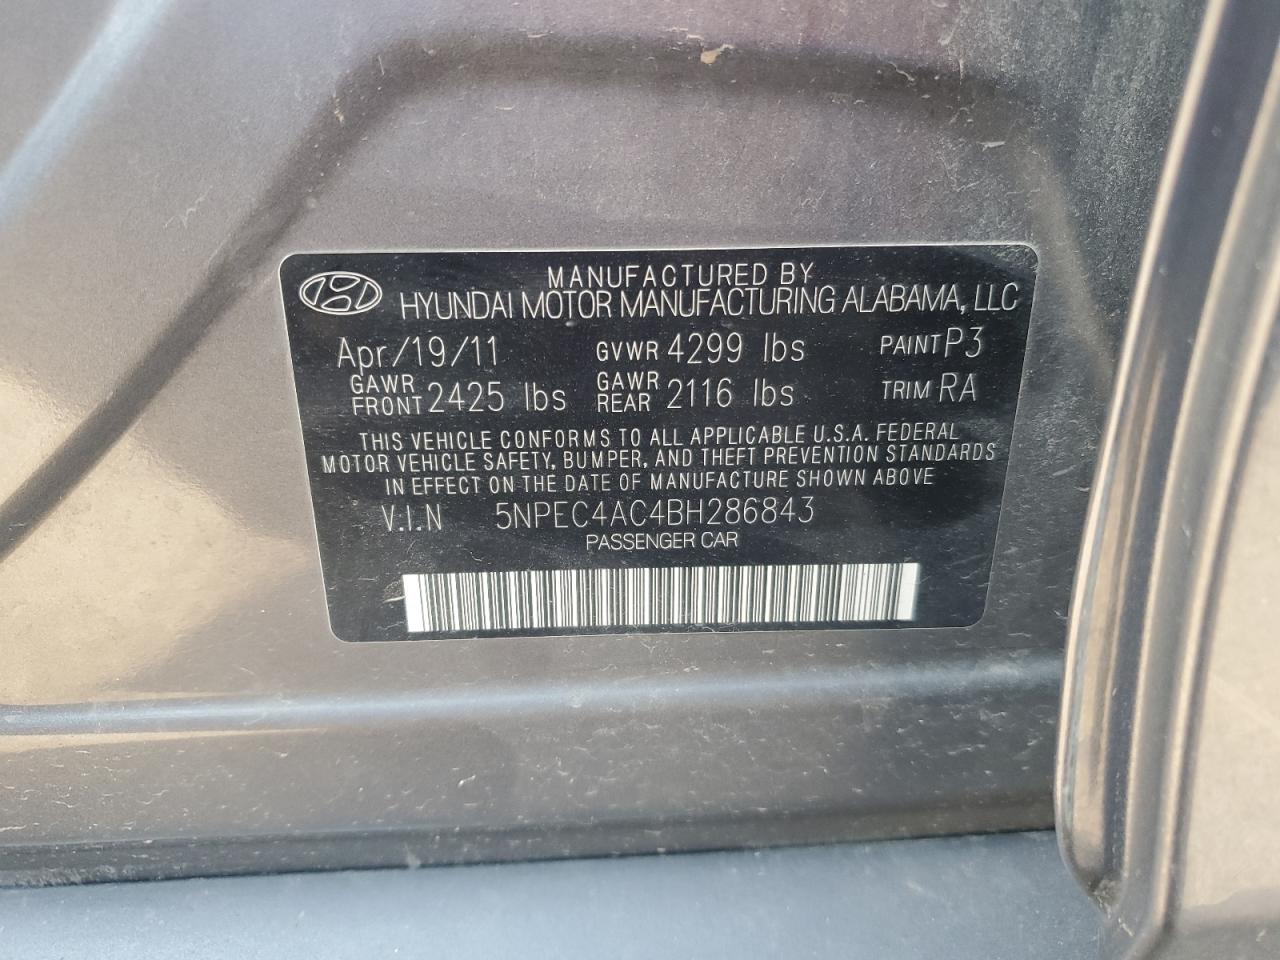 MANUFACTURED BY
HYUNDAI MOTOR MANUFACTURING ALABAMA, LLC
Apr/19/11 GVWR 4299 lbs PAINT P3
GAWR FRONT 2425 lbs GAWR REAR 2116 lbs TRIM RA
THIS VEHICLE CONFORMS TO ALL APPLICABLE U.S.A. FEDERAL
MOTOR VEHICLE SAFETY, BUMPER, AND THEFT PREVENTION STANDARDS
IN EFFECT ON THE DATE OF MANUFACTURE SHOWN ABOVE
V.I.N 5NPEC4AC4BH286843
PASSENGER CAR